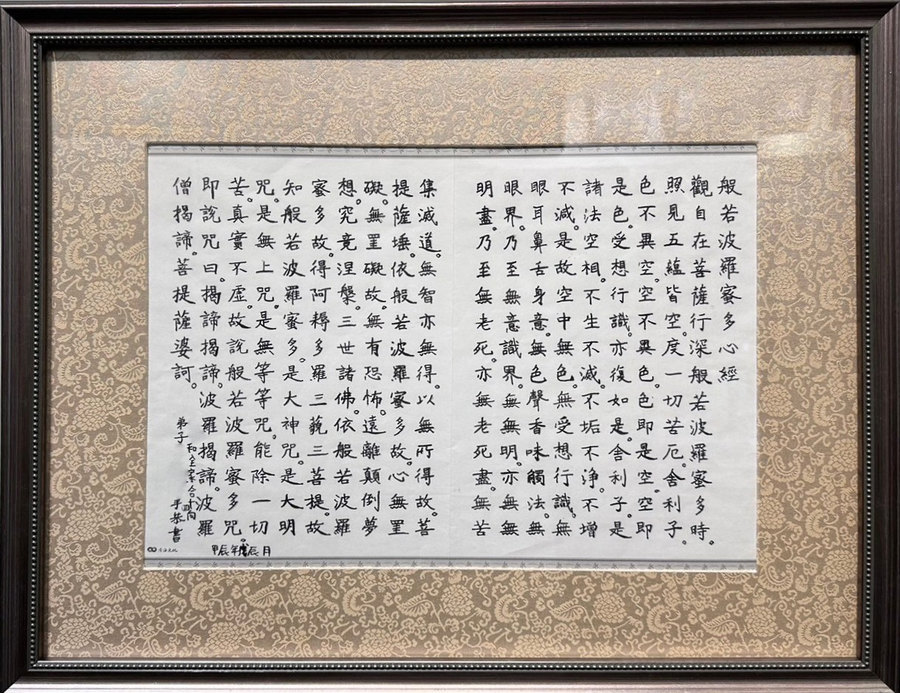 般若波羅蜜多心經
觀自在菩薩行深般若波羅蜜多時。
照見五蘊皆空。度一切苦厄。舍利子。
色不異空。空不異色。色即是空。空即
是色。受想行識。亦復如是。舍利子。是
諸法空相。不生不滅。不垢不淨。不增
不減。是故空中無色。無受想行識。無
眼耳鼻舌身意。無色聲香味觸法。無
眼界。乃至無意識界。無無明。亦無無
明盡。乃至無老死。亦無老死盡。無苦
集滅道。無智亦無得。以無所得故。菩
提薩埵。依般若波羅蜜多故。心無罣
礙。無罣礙故。無有恐怖。遠離顛倒夢
想。究竟涅槃。三世諸佛。依般若波羅
蜜多故。得阿耨多羅三藐三菩提。故
知般若波羅蜜多。是大神咒。是大明
咒。是無上咒。是無等等咒。能除一切
苦。真實不虛。故說般若波羅蜜多咒。
即說咒曰。揭諦揭諦。波羅揭諦。波羅
僧揭諦。菩提薩婆訶。
弟子和全家合十
書
甲辰年戊辰月